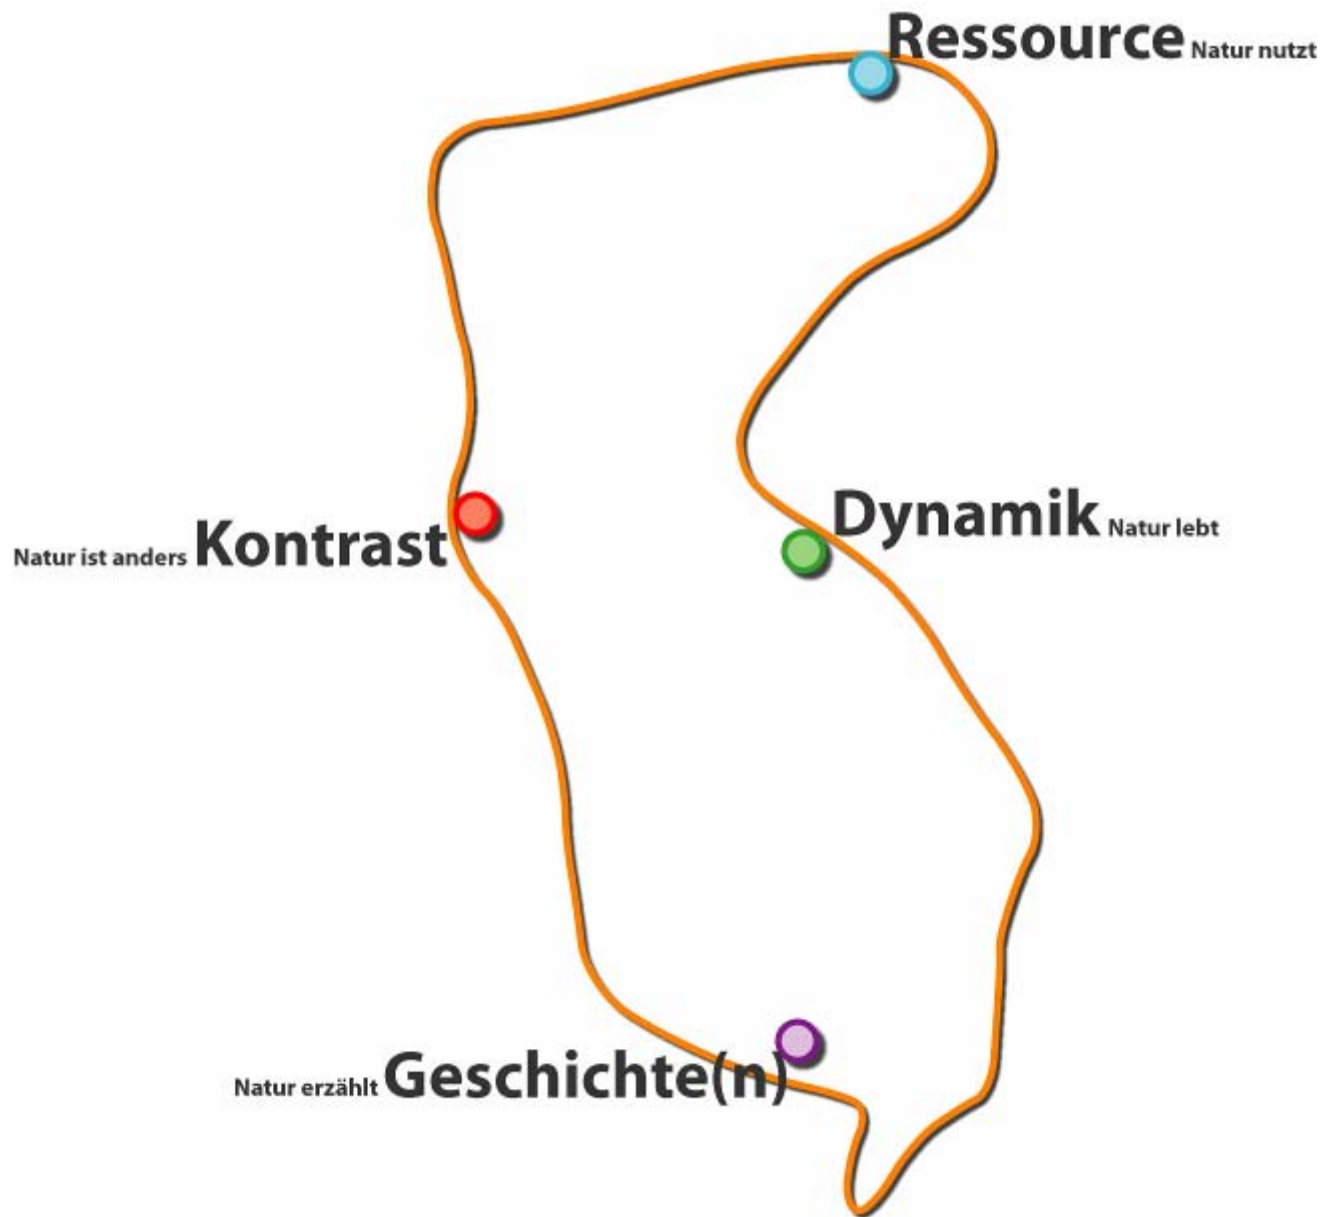 Ressource Natur nutzt
Dynamik Natur lebt
Natur ist anders Kontrast
Natur erzählt Geschichte(n)